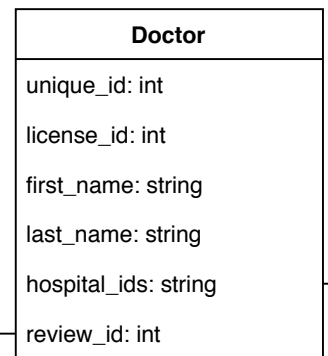 Doctor
unique_id: int
license_id: int
first_name: string
last_name: string
hospital_ids: string
review_id: int